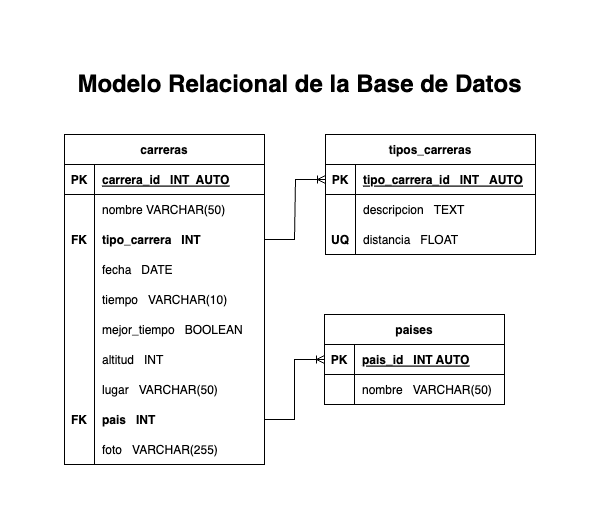 Modelo Relacional de la Base de Datos
carreras
PK carrera_id INT AUTO
nombre VARCHAR(50)
FK tipo_carrera INT
fecha DATE
tiempo VARCHAR(10)
mejor_tiempo BOOLEAN
altitud INT
lugar VARCHAR(50)
FK pais INT
foto VARCHAR(255)
tipos_carreras
PK tipo_carrera_id INT AUTO
descripcion TEXT
UQ distancia FLOAT
paises
PK pais_id INT AUTO
nombre VARCHAR(50)